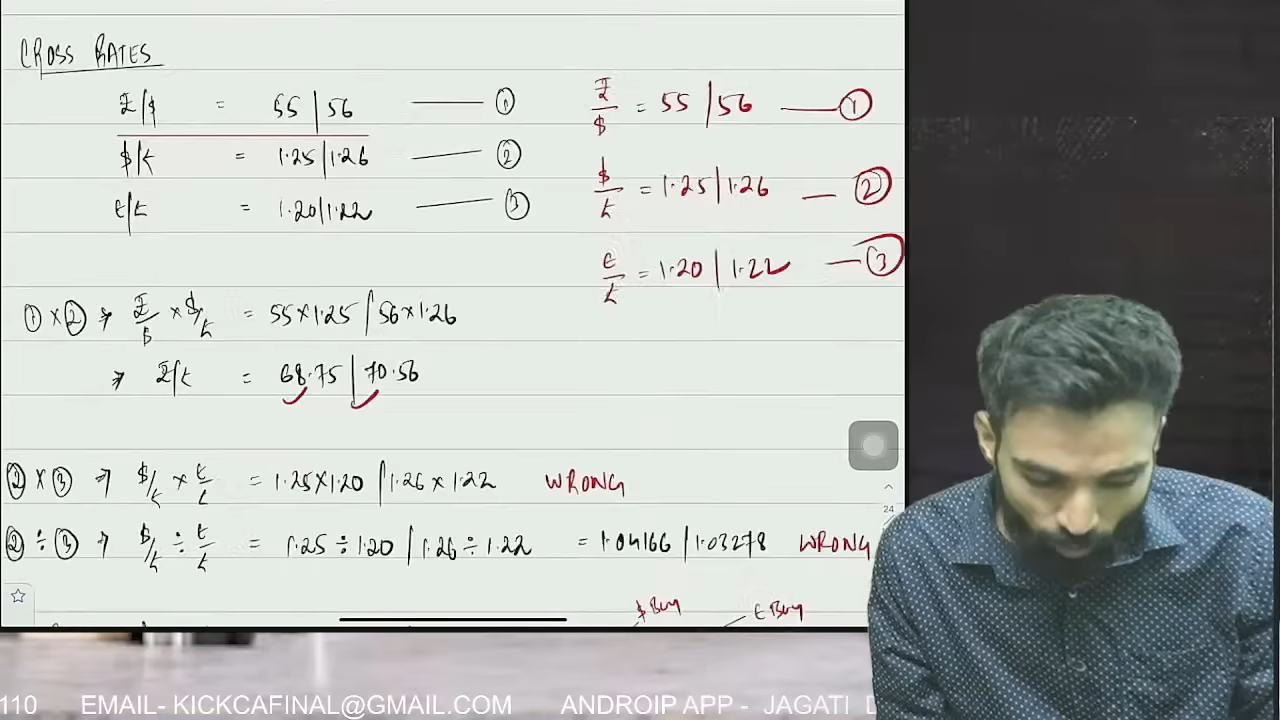 CROSS RATES
₹/$ = 55 | 56 —— ①
$/£ = 1.25 | 1.26 —— ②
€/£ = 1.20 | 1.22 —— ③
₹/$ = 55 | 56 —— ①
$/£ = 1.25 | 1.26 — ②
€/£ = 1.20 | 1.22 — ③
① × ② ⇒ ₹/$ × $/£ = 55×1.25 | 56×1.26
⇒ ₹/£ = 68.75 | 70.56
② × ③ ⇒ $/£ × €/£ = 1.25×1.20 | 1.26 × 1.22 WRONG
② ÷ ③ ⇒ $/£ ÷ €/£ = 1.25 ÷ 1.20 | 1.26 ÷ 1.22 = 1.04166 | 1.03278 WRONG
24
$ Buy € Buy
110 EMAIL- KICKCAFINAL@GMAIL.COM ANDROIP APP - JAGATI D